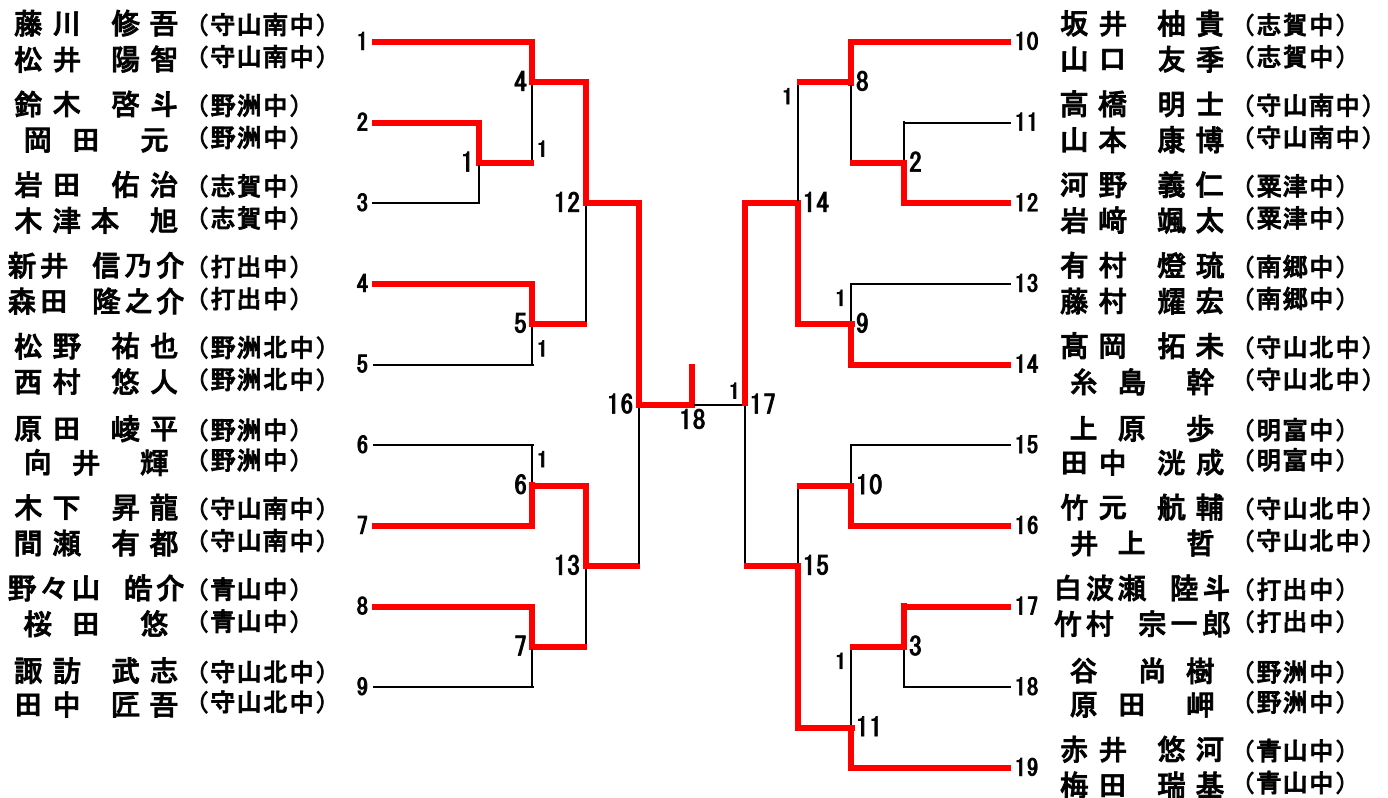 藤川 修吾 (守山南中)
松井 陽智 (守山南中)
1
鈴木 啓斗 (野洲中)
岡田 元 (野洲中)
2
岩田 佑治 (志賀中)
木津本 旭 (志賀中)
3
新井 信乃介 (打出中)
森田 隆之介 (打出中)
4
松野 祐也 (野洲北中)
西村 悠人 (野洲北中)
5
原田 崚平 (野洲中)
向井 輝 (野洲中)
6
木下 昇龍 (守山南中)
間瀬 有都 (守山南中)
7
野々山 皓介 (青山中)
桜田 悠 (青山中)
8
諏訪 武志 (守山北中)
田中 匠吾 (守山北中)
9
4
1
1
12
5
1
16
1
6
13
7
18
1
17
1
8
2
14
1
9
10
15
1
3
11
坂井 柚貴 (志賀中)
山口 友季 (志賀中)
10
高橋 明士 (守山南中)
山本 康博 (守山南中)
11
河野 義仁 (粟津中)
岩﨑 颯太 (粟津中)
12
有村 燈琉 (南郷中)
藤村 耀宏 (南郷中)
13
髙岡 拓未 (守山北中)
糸島 幹 (守山北中)
14
上原 歩 (明富中)
田中 洸成 (明富中)
15
竹元 航輔 (守山北中)
井上 哲 (守山北中)
16
白波瀬 陸斗 (打出中)
竹村 宗一郎 (打出中)
17
谷 尚樹 (野洲中)
原田 岬 (野洲中)
18
赤井 悠河 (青山中)
梅田 瑞基 (青山中)
19